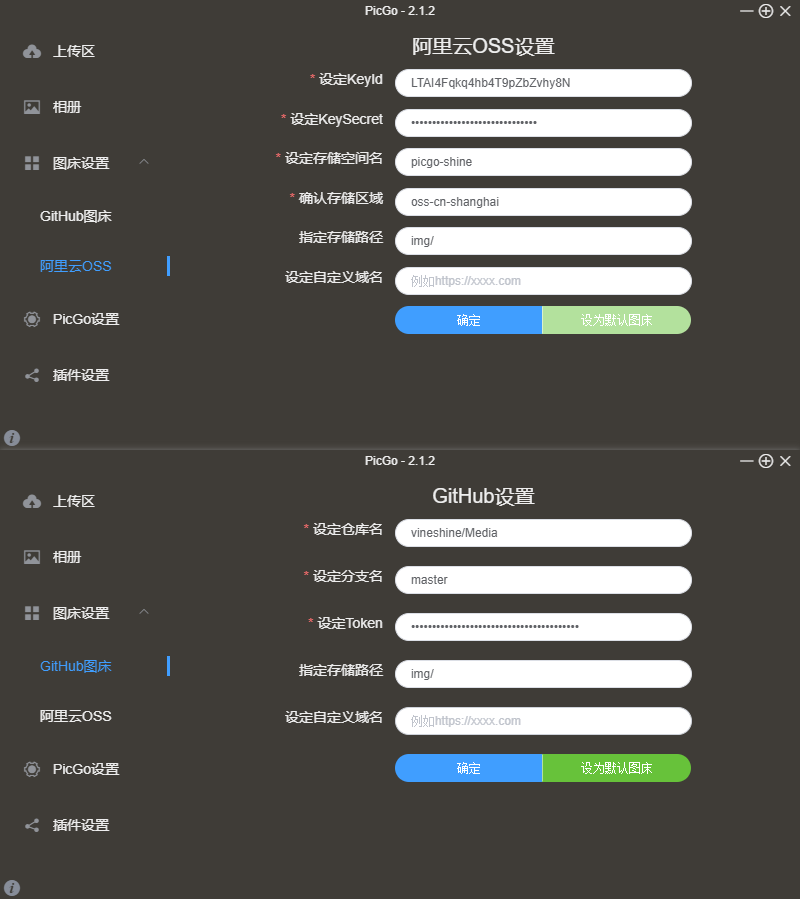 PicGo - 2.1.2
上传区
相册
图床设置
GitHub图床
阿里云OSS
PicGo设置
插件设置
阿里云OSS设置
* 设定KeyId LTAI4Fqkq4hb4T9pZbZvhy8N
* 设定KeySecret ••••••••••••••••••••••••••••••
* 设定存储空间名 picgo-shine
* 确认存储区域 oss-cn-shanghai
指定存储路径 img/
设定自定义域名 例如https://xxxx.com
确定 设为默认图床
PicGo - 2.1.2
上传区
相册
图床设置
GitHub图床
阿里云OSS
PicGo设置
插件设置
GitHub设置
* 设定仓库名 vineshine/Media
* 设定分支名 master
* 设定Token ••••••••••••••••••••••••••••••••••••••••
指定存储路径 img/
设定自定义域名 例如https://xxxx.com
确定 设为默认图床